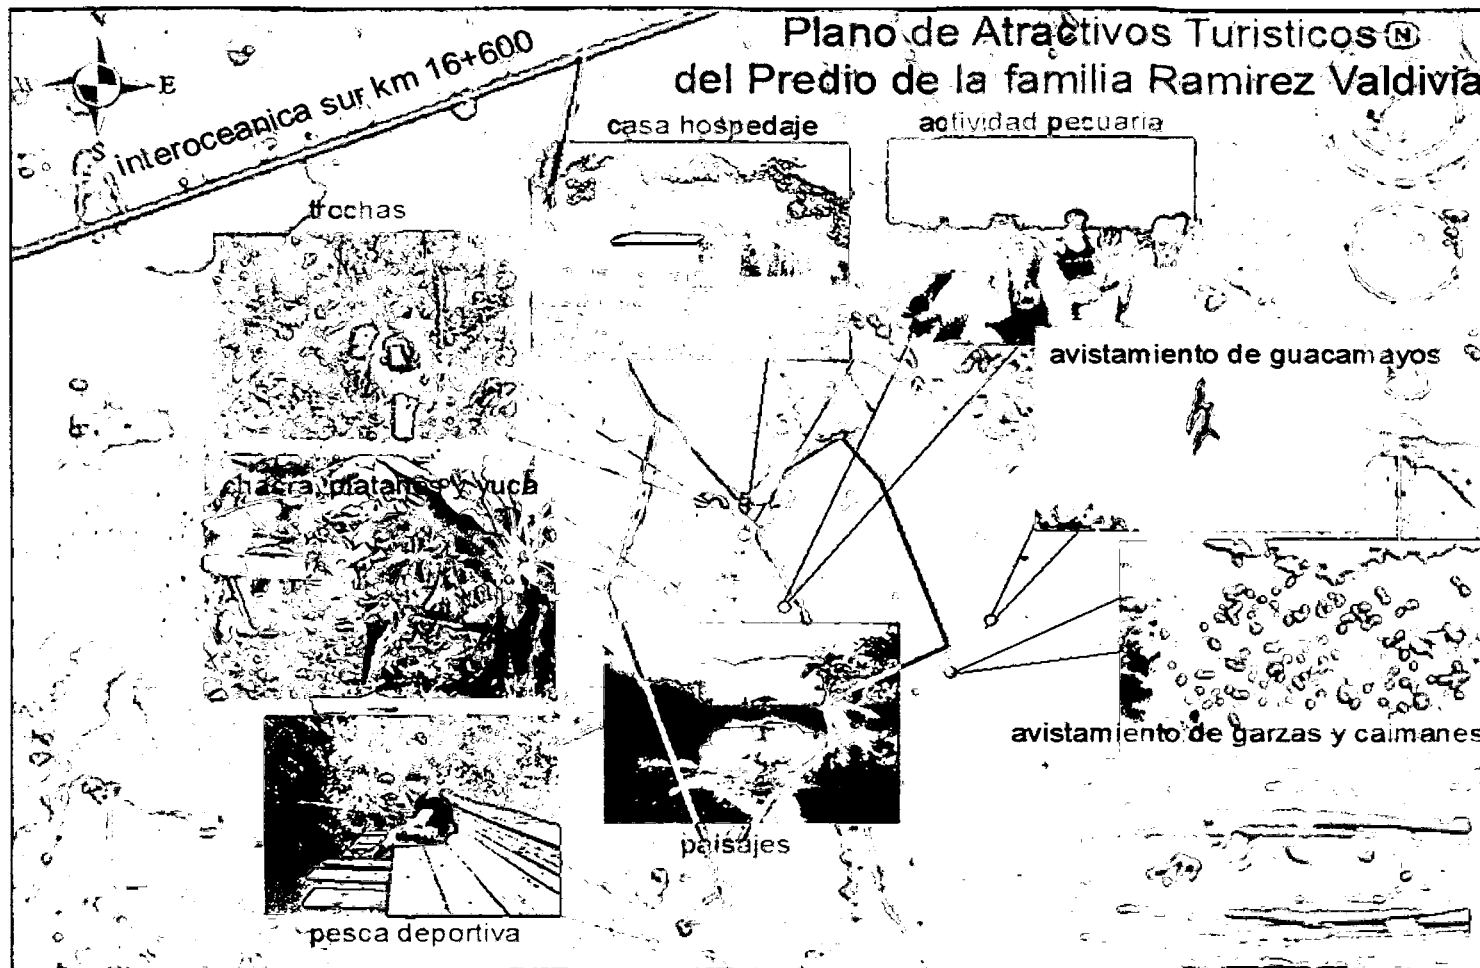 Plano de Atractivos Turisticos N
del Predio de la familia Ramirez Valdivia
E
S
interoceanica sur km 16+600
casa hospedaje
actividad pecuaria
trochas
avistamiento de guacamayos
chacra, platano y yuca
avistamiento de garzas y caimanes
paisajes
pesca deportiva